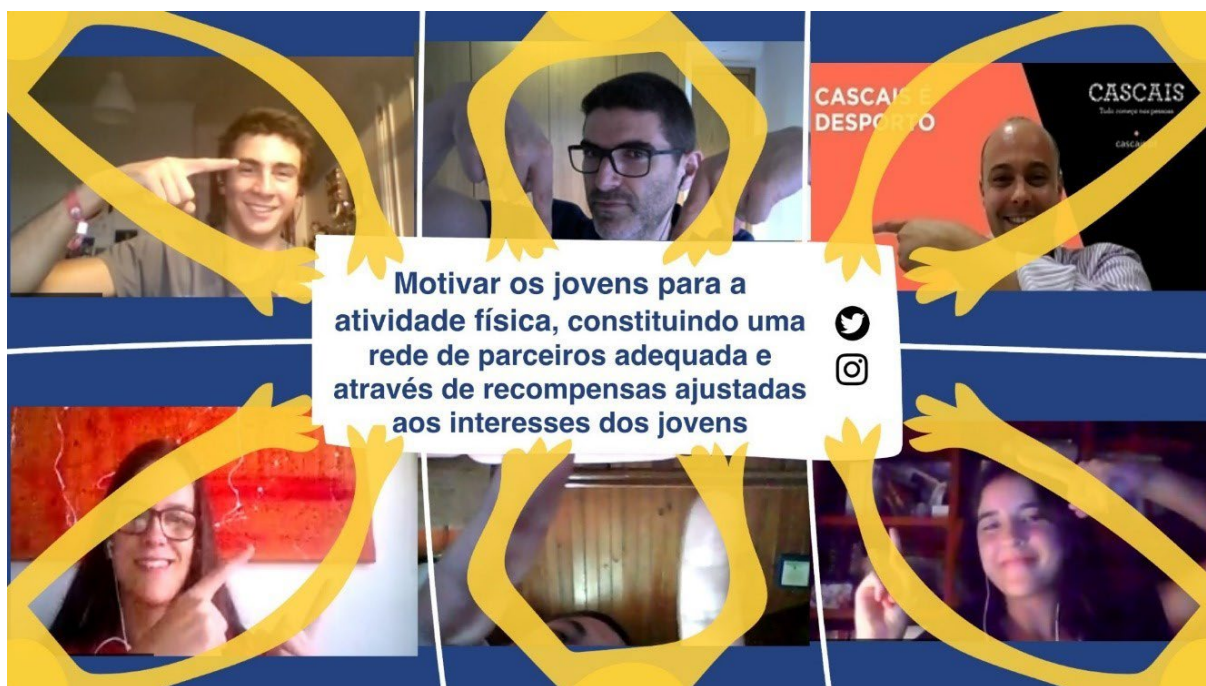 CASCAIS É
DESPORTO
CASCAIS
Tudo começa nas pessoas
Motivar os jovens para a
atividade física, constituindo uma
rede de parceiros adequada e
através de recompensas ajustadas
aos interesses dos jovens